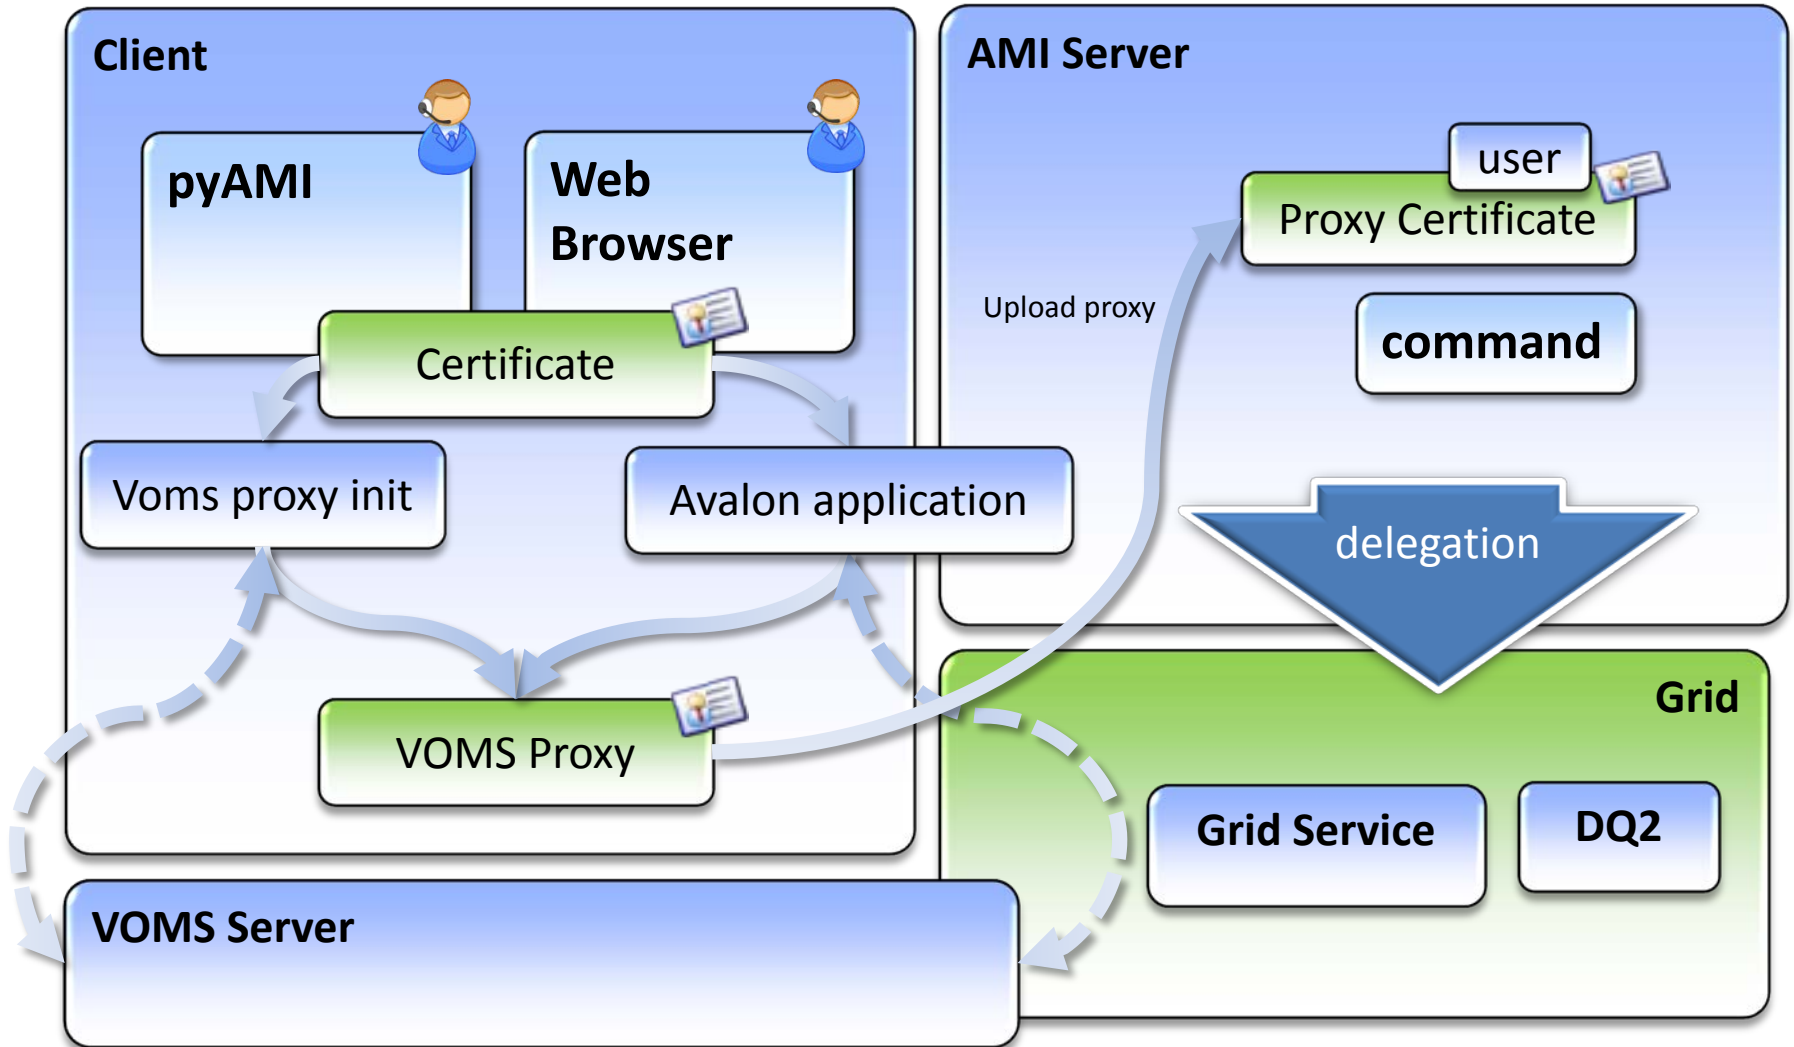 Client
pyAMI
Web
Browser
Certificate
Voms proxy init
Avalon application
VOMS Proxy
VOMS Server
AMI Server
user
Proxy Certificate
Upload proxy
command
delegation
Grid
Grid Service
DQ2